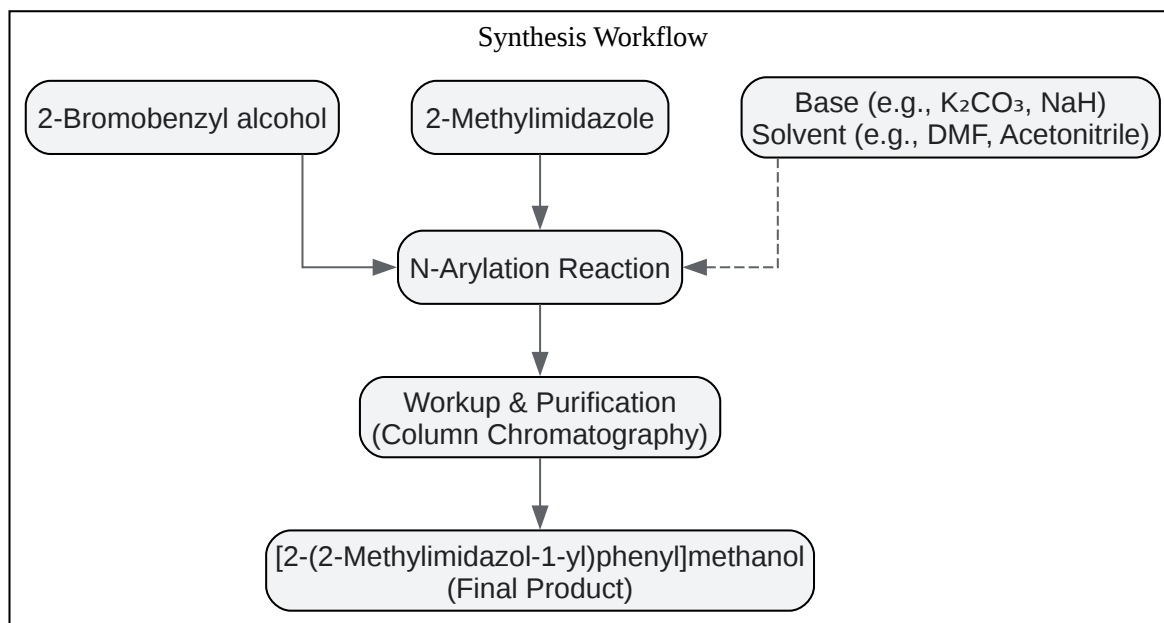 Synthesis Workflow
2-Bromobenzyl alcohol
2-Methylimidazole
Base (e.g., K₂CO₃, NaH)
Solvent (e.g., DMF, Acetonitrile)
N-Arylation Reaction
Workup & Purification
(Column Chromatography)
[2-(2-Methylimidazol-1-yl)phenyl]methanol
(Final Product)